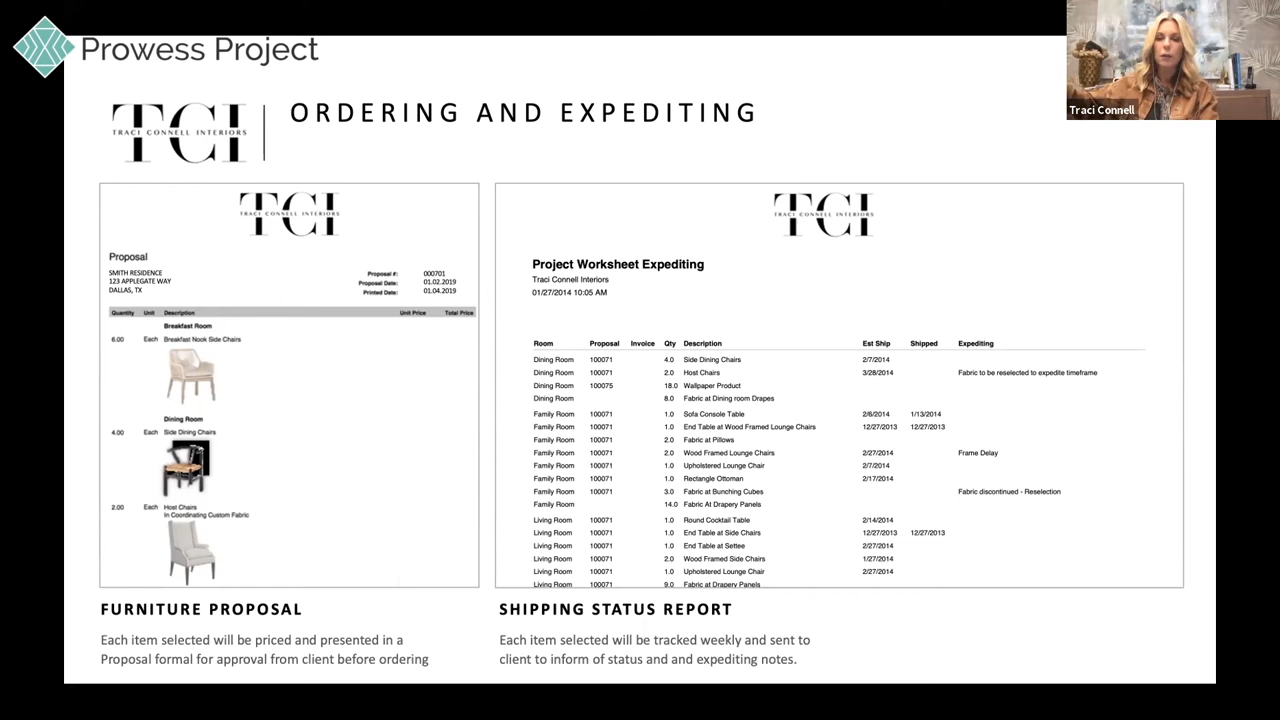 Prowess Project
Traci Connell
TCI
TRACI CONNELL INTERIORS
ORDERING AND EXPEDITING
TCI
TRACI CONNELL INTERIORS
Proposal
SMITH RESIDENCE
123 APPLEGATE WAY
DALLAS, TX
Proposal #: 000701
Proposal Date: 01.02.2019
Printed Date: 01.04.2019
Quantity Unit Description Unit Price Total Price
Breakfast Room
6.00 Each Breakfast Nook Side Chairs
Dining Room
4.00 Each Side Dining Chairs
2.00 Each Host Chairs
In Coordinating Custom Fabric
TCI
TRACI CONNELL INTERIORS
Project Worksheet Expediting
Traci Connell Interiors
01/27/2014 10:05 AM
Room Proposal Invoice Qty Description Est Ship Shipped Expediting
Dining Room 100071 4.0 Side Dining Chairs 2/7/2014
Dining Room 100071 2.0 Host Chairs 3/28/2014 Fabric to be reselected to expedite timeframe
Dining Room 100075 18.0 Wallpaper Product
Dining Room 8.0 Fabric at Dining room Drapes
Family Room 100071 1.0 Sofa Console Table 2/6/2014 1/13/2014
Family Room 100071 1.0 End Table at Wood Framed Lounge Chairs 12/27/2013 12/27/2013
Family Room 100071 2.0 Fabric at Pillows
Family Room 100071 2.0 Wood Framed Lounge Chairs 2/27/2014 Frame Delay
Family Room 100071 1.0 Upholstered Lounge Chair 2/7/2014
Family Room 100071 1.0 Rectangle Ottoman 2/17/2014
Family Room 100071 3.0 Fabric at Bunching Cubes Fabric discontinued - Reselection
Family Room 14.0 Fabric At Drapery Panels
Living Room 100071 1.0 Round Cocktail Table 2/14/2014
Living Room 100071 1.0 End Table at Side Chairs 12/27/2013 12/27/2013
Living Room 100071 1.0 End Table at Settee 2/27/2014
Living Room 100071 2.0 Wood Framed Side Chairs 1/27/2014
Living Room 100071 1.0 Upholstered Lounge Chair 2/27/2014
Living Room 100071 9.0 Fabric at Drapery Panels
FURNITURE PROPOSAL
Each item selected will be priced and presented in a
Proposal formal for approval from client before ordering
SHIPPING STATUS REPORT
Each item selected will be tracked weekly and sent to
client to inform of status and and expediting notes.